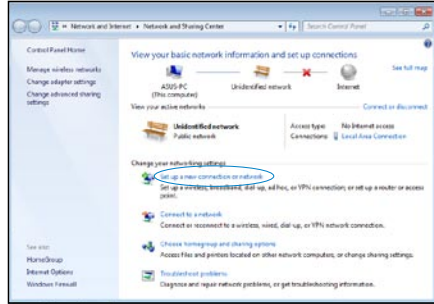 Network and Internet
Network and Sharing Center
Search Control Panel
Control Panel Home
Manage wireless networks
Change adapter settings
Change advanced sharing
settings
See also
HomeGroup
Internet Options
Windows Firewall
View your basic network information and set up connections
See full map
ASUS-PC
(This computer)
Unidentified network
Internet
View your active networks
Connect or disconnect
Unidentified network
Public network
Access type:
No Internet access
Connections:
Local Area Connection
Change your networking settings
Set up a new connection or network
Set up a wireless, broadband, dial-up, ad hoc, or VPN connection; or set up a router or access
point.
Connect to a network
Connect or reconnect to a wireless, wired, dial-up, or VPN network connection.
Choose homegroup and sharing options
Access files and printers located on other network computers, or change sharing settings.
Troubleshoot problems
Diagnose and repair network problems, or get troubleshooting information.